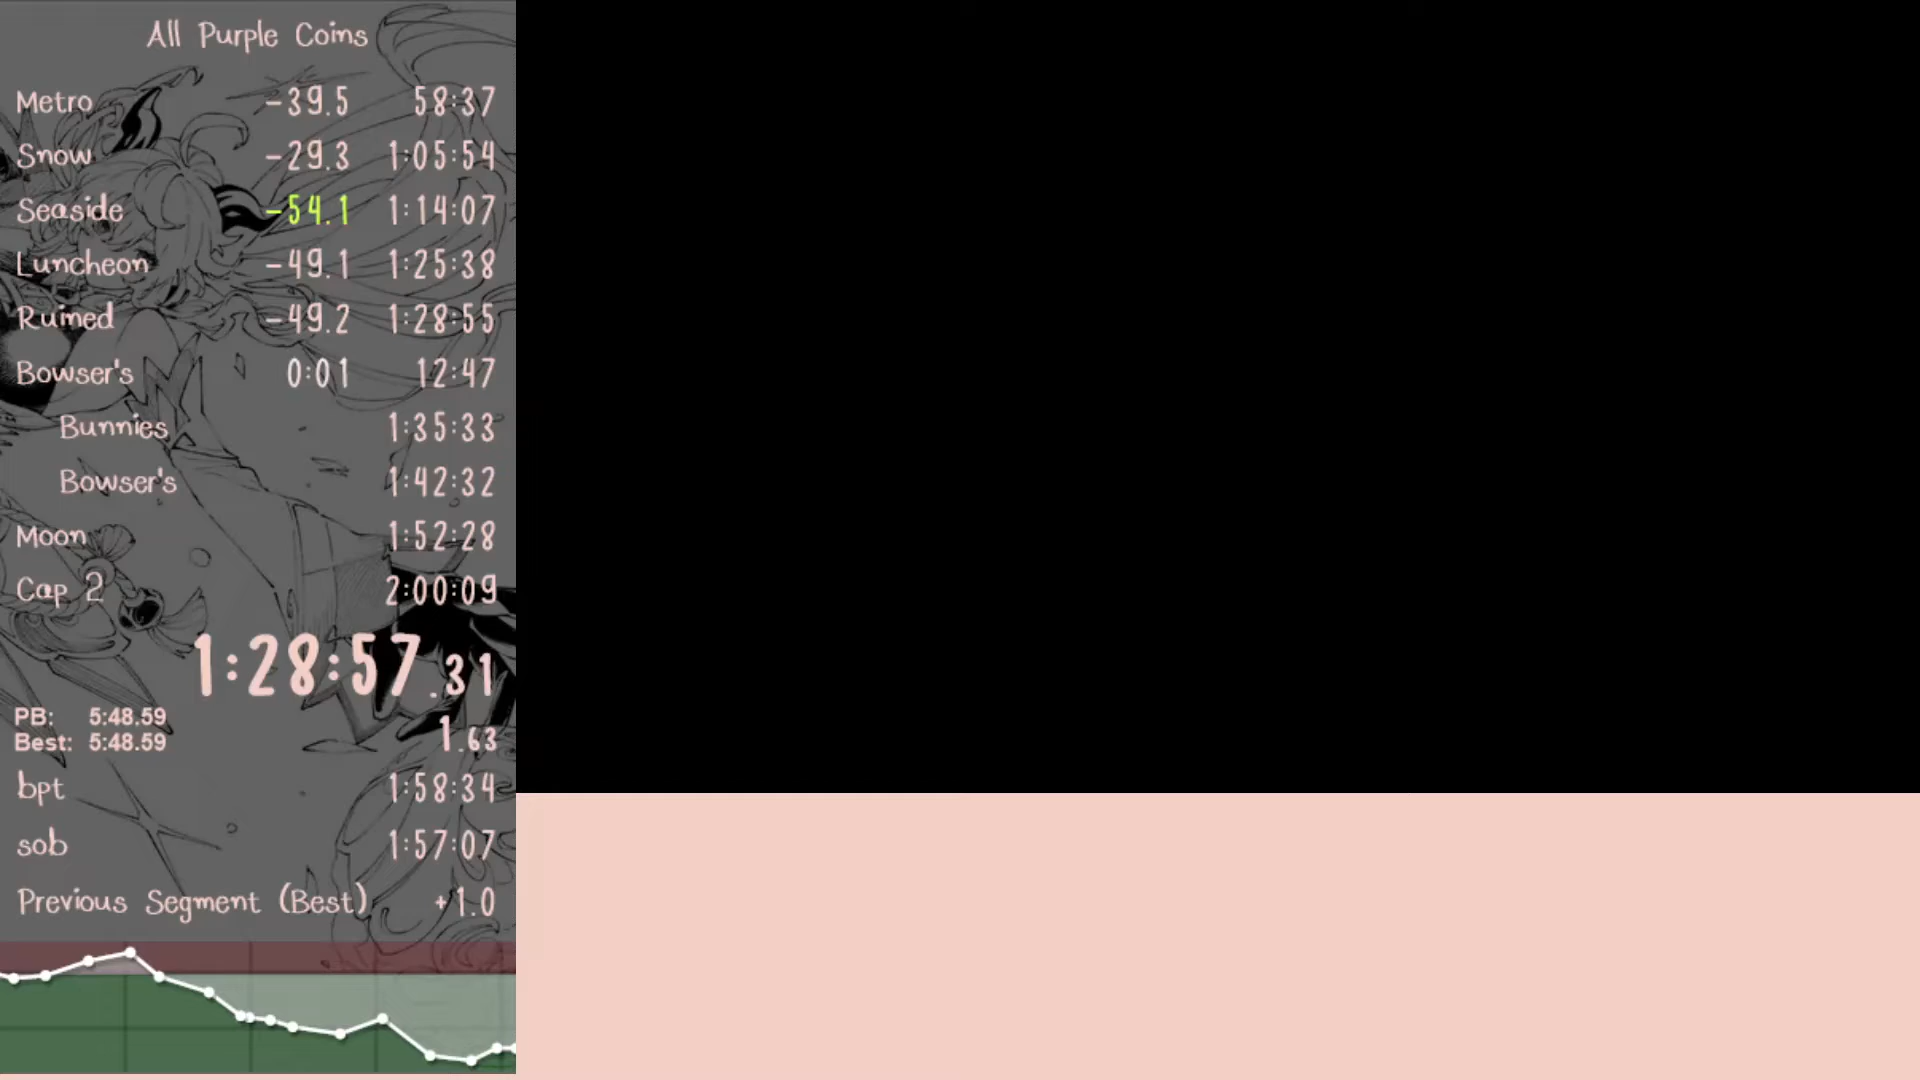 All Purple Coins
Metro -39.5 58:37
Snow -29.3 1:05:54
Seaside -54.1 1:14:07
Luncheon -49.1 1:25:38
Ruined -49.2 1:28:55
Bowser's 0:01 12:47
Bunnies 1:35:33
Bowser's 1:42:32
Moon 1:52:28
Cap 2 2:00:09
1:28:57.31
PB: 5:48.59
Best: 5:48.59 1.63
bpt 1:58:34
sob 1:57:07
Previous Segment (Best) +1.0